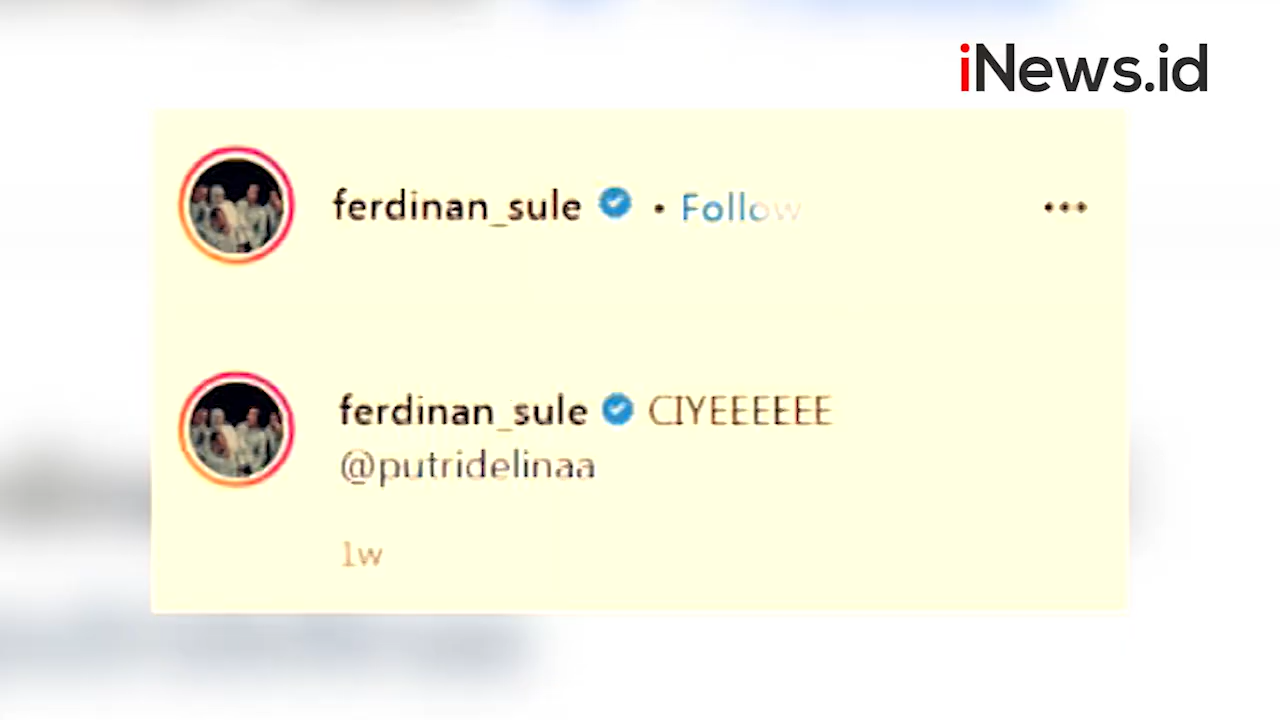 iNews.id
ferdinan_sule • Follow
ferdinan_sule CIYEEEEEE
@putridelinaa
1w